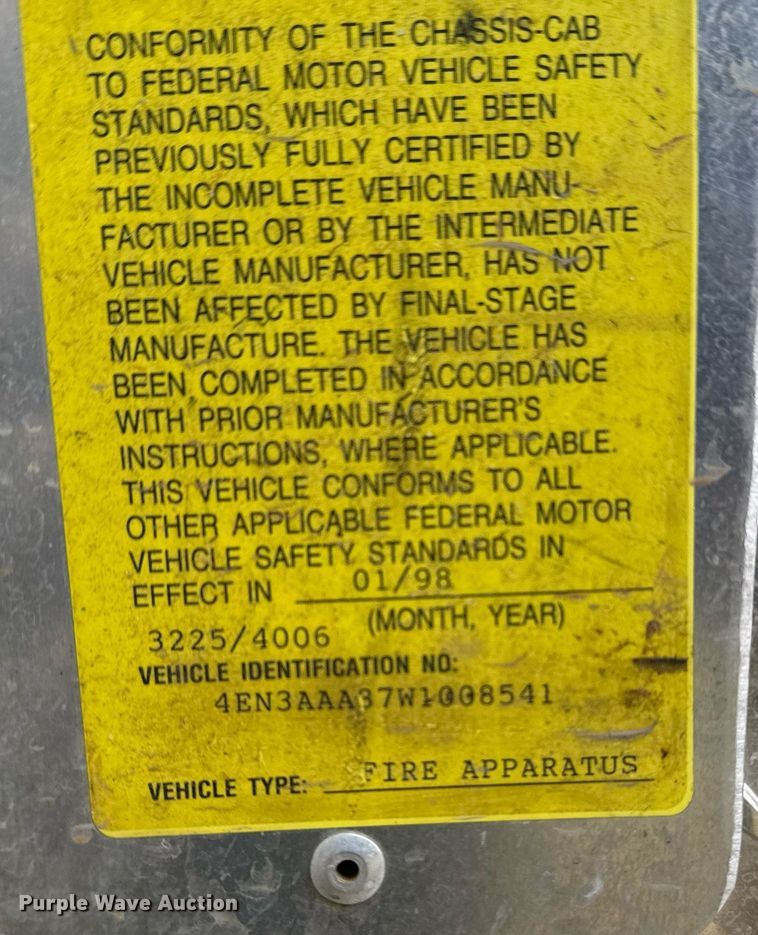 CONFORMITY OF THE CHASSIS-CAB
TO FEDERAL MOTOR VEHICLE SAFETY
STANDARDS, WHICH HAVE BEEN
PREVIOUSLY FULLY CERTIFIED BY
THE INCOMPLETE VEHICLE MANU-
FACTURER OR BY THE INTERMEDIATE
VEHICLE MANUFACTURER, HAS NOT
BEEN AFFECTED BY FINAL-STAGE
MANUFACTURE. THE VEHICLE HAS
BEEN COMPLETED IN ACCORDANCE
WITH PRIOR MANUFACTURER'S
INSTRUCTIONS, WHERE APPLICABLE.
THIS VEHICLE CONFORMS TO ALL
OTHER APPLICABLE FEDERAL MOTOR
VEHICLE SAFETY STANDARDS IN
EFFECT IN 01/98
(MONTH, YEAR)
3225/4006
VEHICLE IDENTIFICATION NO:
4EN3AAA87W1008541
VEHICLE TYPE: FIRE APPARATUS
Purple Wave Auction